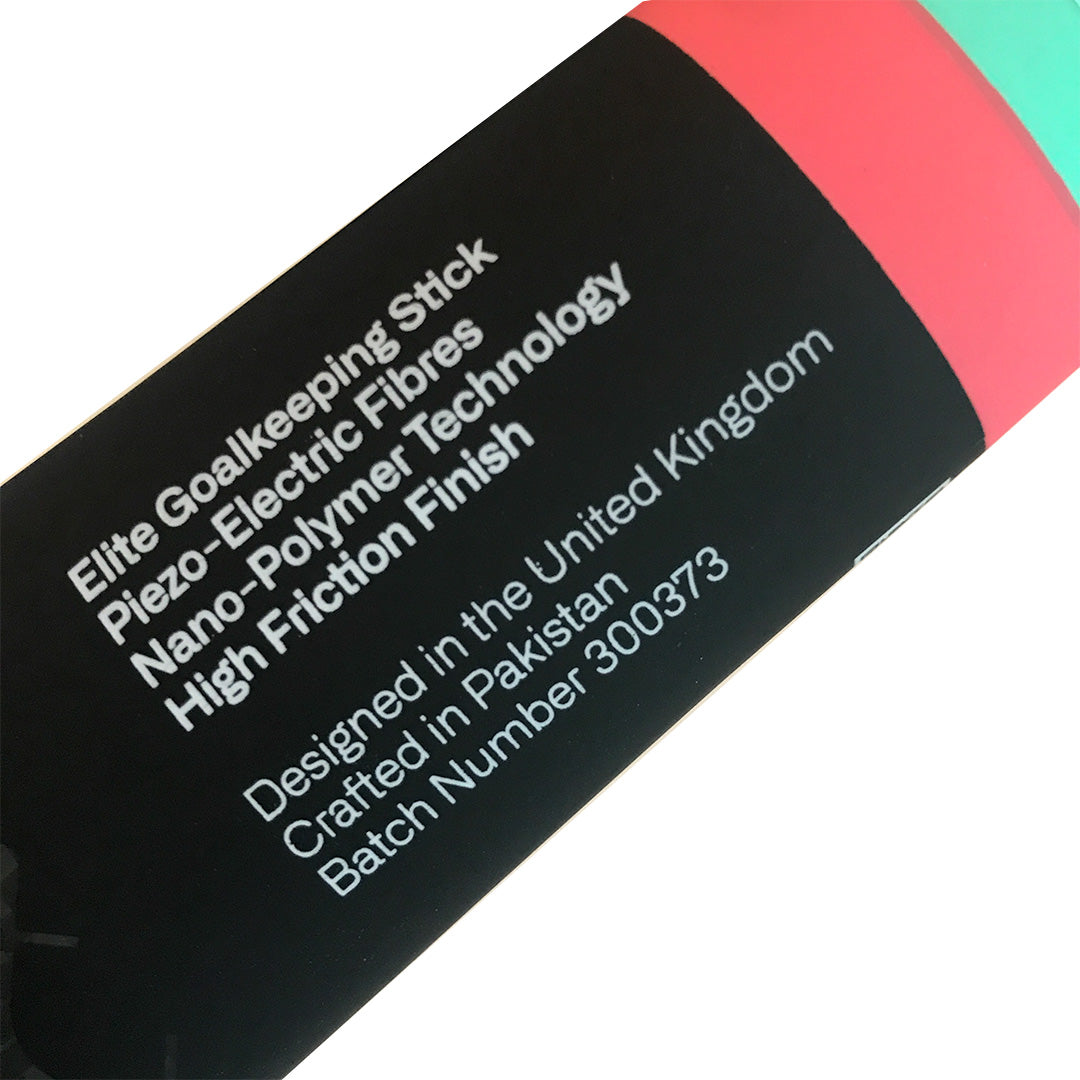 Elite Goalkeeping Stick
Piezo-Electric Fibres
Nano-Polymer Technology
High Friction Finish
Designed in the United Kingdom
Crafted in Pakistan
Batch Number 300373